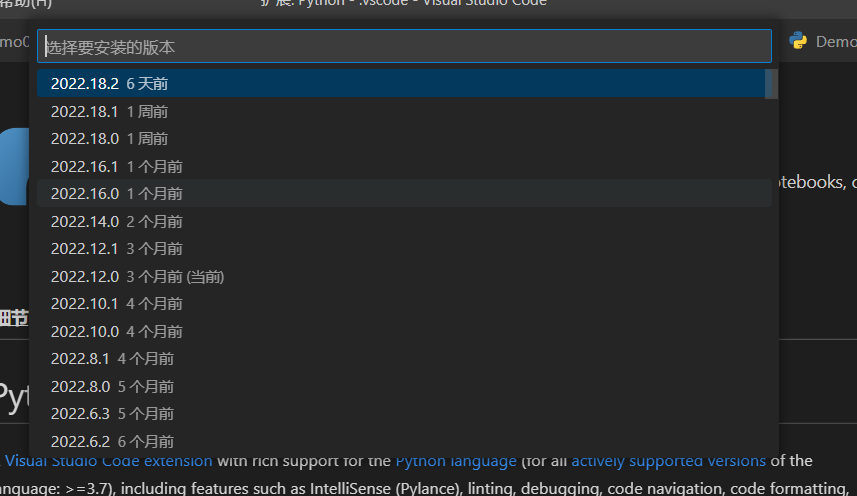 帮助(H)
扩展: Python - .vscode - Visual Studio Code
Demo
选择要安装的版本
2022.18.2 6 天前
2022.18.1 1 周前
2022.18.0 1 周前
2022.16.1 1 个月前
2022.16.0 1 个月前
2022.14.0 2 个月前
2022.12.1 3 个月前
2022.12.0 3 个月前 (当前)
2022.10.1 4 个月前
2022.10.0 4 个月前
2022.8.1 4 个月前
2022.8.0 5 个月前
2022.6.3 5 个月前
2022.6.2 6 个月前
otebooks,
细节
Pyt
Visual Studio Code extension with rich support for the Python language (for all actively supported versions of the
anguage: >=3.7), including features such as IntelliSense (Pylance), linting, debugging, code navigation, code formatting,